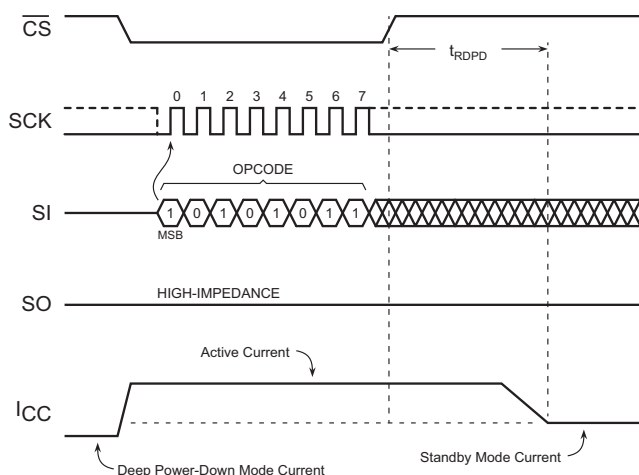 CS
tRDPD
0 1 2 3 4 5 6 7
SCK
OPCODE
SI
1 0 1 0 1 0 1 1
MSB
SO
HIGH-IMPEDANCE
Active Current
ICC
Standby Mode Current
Deep Power-Down Mode Current